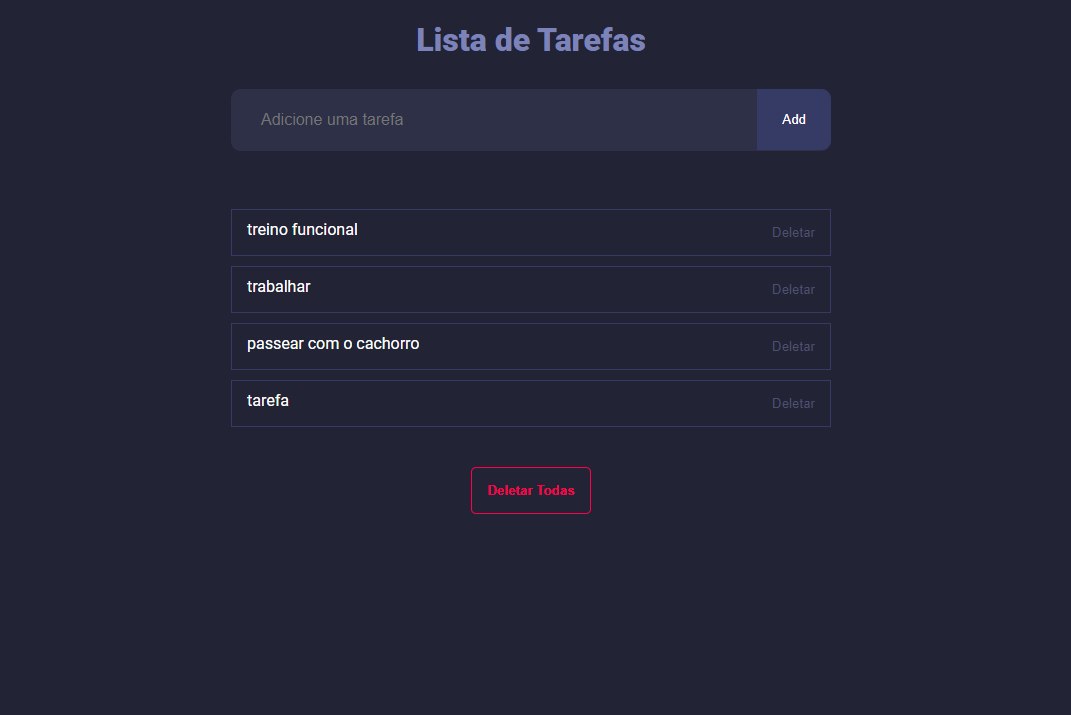 Lista de Tarefas
Adicione uma tarefa
Add
treino funcional
Deletar
trabalhar
Deletar
passear com o cachorro
Deletar
tarefa
Deletar
Deletar Todas